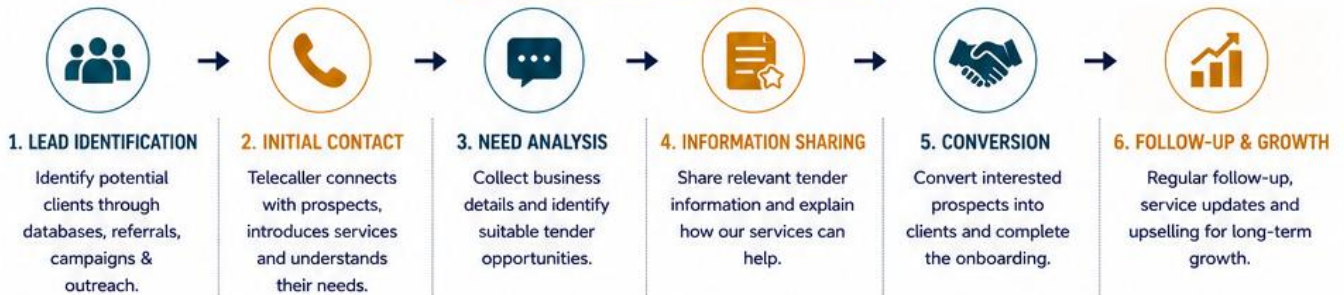 1. LEAD IDENTIFICATION
Identify potential
clients through
databases, referrals,
campaigns &
outreach.
2. INITIAL CONTACT
Telecaller connects
with prospects,
introduces services
and understands
their needs.
3. NEED ANALYSIS
Collect business
details and identify
suitable tender
opportunities.
4. INFORMATION SHARING
Share relevant tender
information and explain
how our services can
help.
5. CONVERSION
Convert interested
prospects into
clients and complete
the onboarding.
6. FOLLOW-UP & GROWTH
Regular follow-up,
service updates and
upselling for long-term
growth.